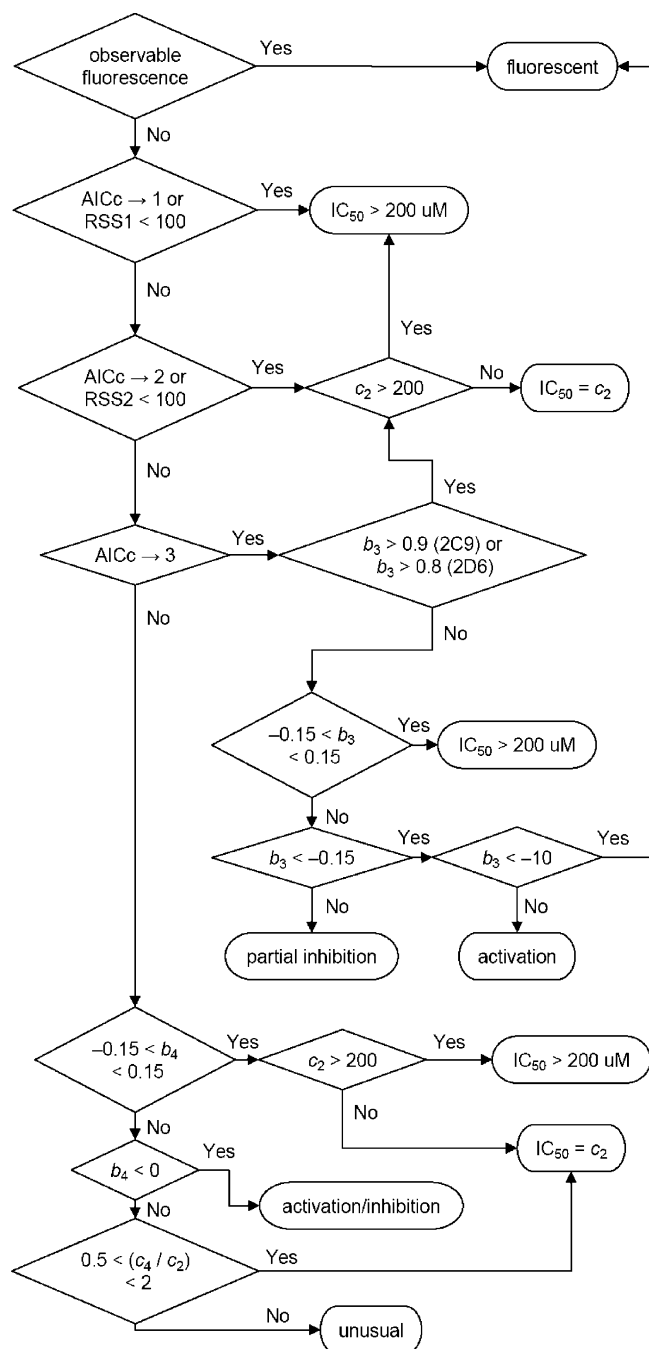 observable
fluorescence
Yes
fluorescent
No
AICc → 1 or
RSS1 < 100
Yes
IC50 > 200 uM
No
Yes
AICc → 2 or
RSS2 < 100
Yes
c2 > 200
No
IC50 = c2
No
Yes
AICc → 3
Yes
b3 > 0.9 (2C9) or
b3 > 0.8 (2D6)
No
No
–0.15 < b3
< 0.15
Yes
IC50 > 200 uM
No
b3 < –0.15
Yes
b3 < –10
Yes
No
No
partial inhibition
activation
–0.15 < b4
< 0.15
Yes
c2 > 200
Yes
IC50 > 200 uM
No
No
IC50 = c2
b4 < 0
Yes
activation/inhibition
No
0.5 < (c4 / c2)
< 2
Yes
No
unusual